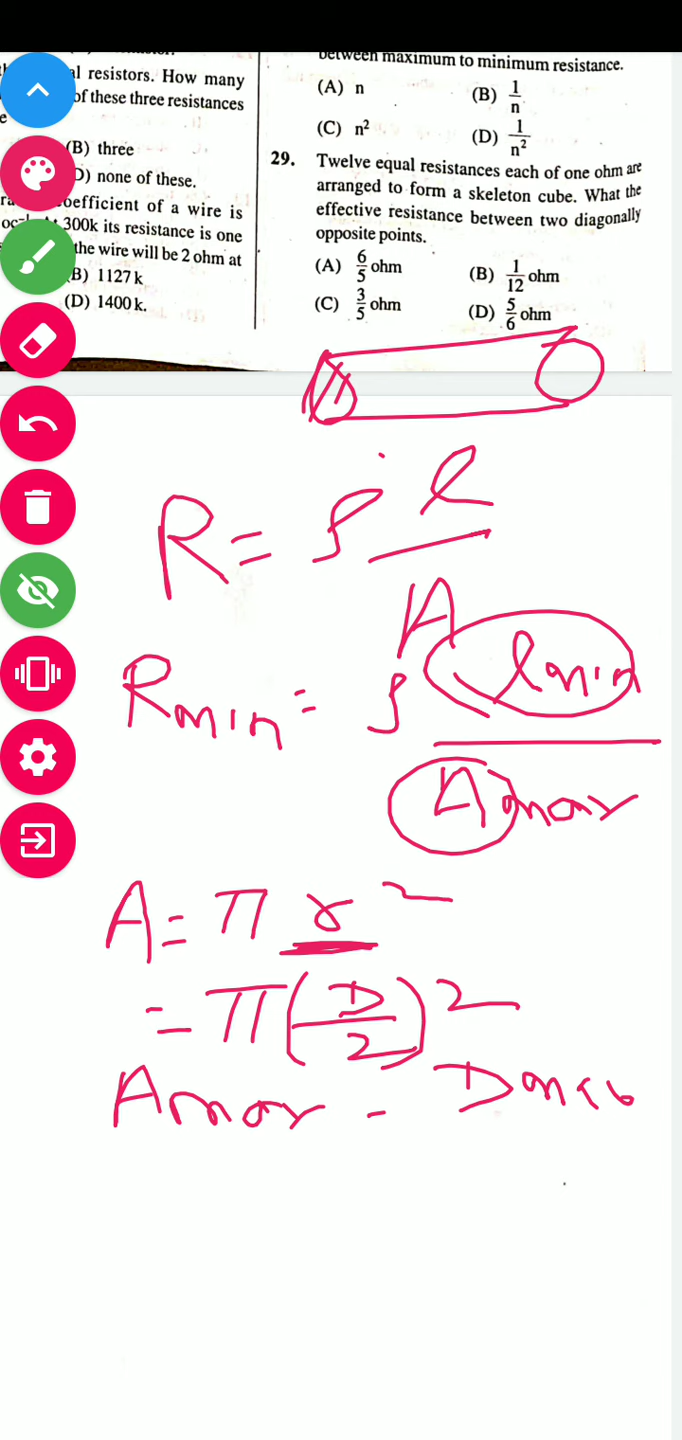 al resistors. How many
of these three resistances
e
(B) three
D) none of these.
oefficient of a wire is
300k its resistance is one
the wire will be 2 ohm at
B) 1127 k
(D) 1400 k.
between maximum to minimum resistance.
(A) n (B) 1/n
(C) n² (D) 1/n²
29. Twelve equal resistances each of one ohm are
arranged to form a skeleton cube. What the
effective resistance between two diagonally
opposite points.
(A) 6/5 ohm (B) 1/12 ohm
(C) 3/5 ohm (D) 5/6 ohm
R = ρ l / A
Rmin = ρ lmin / Amax
A = π r²
= π (D/2)²
Amax - Dmax